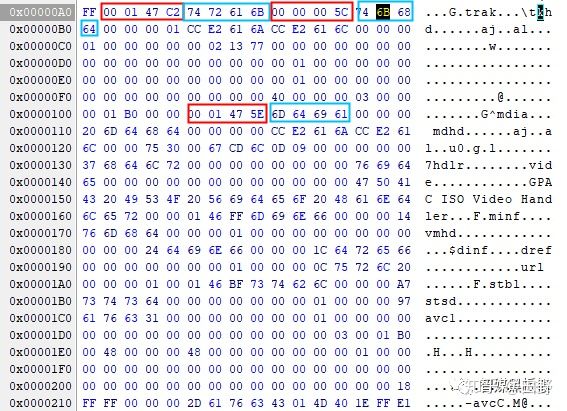 0x00000A0 FF 00 01 47 C2 74 72 61 6B 00 00 00 5C 74 6B 68 ...G.trak...\tkh
0x00000B0 64 00 00 00 01 CC E2 61 6A CC E2 61 6C 00 00 00 d......aj..al...
0x00000C0 01 00 00 00 00 00 02 13 77 00 00 00 00 00 00 00 ........w.......
0x00000D0 00 00 00 00 00 00 00 00 00 00 01 00 00 00 00 00 ................
0x00000E0 00 00 00 00 00 00 00 00 00 00 01 00 00 00 00 00 ................
0x00000F0 00 00 00 00 00 00 00 00 00 40 00 00 00 03 00 00 .........@......
0x0000100 00 01 B0 00 00 00 01 47 5E 6D 64 69 61 00 00 00 .......G^mdia...
0x0000110 20 6D 64 68 64 00 00 00 00 CC E2 61 6A CC E2 61 mdhd......aj..a
0x0000120 6C 00 00 75 30 00 67 CD 6C 0D 09 00 00 00 00 00 l..u0.g.l.......
0x0000130 37 68 64 6C 72 00 00 00 00 00 00 00 00 76 69 64 7hdlr........vid
0x0000140 65 00 00 00 00 00 00 00 00 00 00 00 00 47 50 41 e............GPA
0x0000150 43 20 49 53 4F 20 56 69 64 65 6F 20 48 61 6E 64 C ISO Video Hand
0x0000160 6C 65 72 00 00 01 46 FF 6D 69 6E 66 00 00 00 14 ler...F.minf....
0x0000170 76 6D 68 64 00 00 00 01 00 00 00 00 00 00 00 00 vmhd............
0x0000180 00 00 00 24 64 69 6E 66 00 00 00 1C 64 72 65 66 ...$dinf....dref
0x0000190 00 00 00 00 00 00 00 01 00 00 00 0C 75 72 6C 20 ............url
0x00001A0 00 00 00 01 00 01 46 BF 73 74 62 6C 00 00 00 A7 ......F.stbl....
0x00001B0 73 74 73 64 00 00 00 00 00 00 00 01 00 00 00 97 stsd............
0x00001C0 61 76 63 31 00 00 00 00 00 00 00 01 00 00 00 00 avc1............
0x00001D0 00 00 00 00 00 00 00 00 00 00 00 00 03 00 01 B0 ................
0x00001E0 00 48 00 00 00 48 00 00 00 00 00 00 00 01 00 00 .H...H..........
0x00001F0 00 00 00 00 00 00 00 00 00 00 00 00 00 00 00 00
0x0000200 00 00 00 00 00 00 00 00 00 00 00 00 00 00 00 18
0x0000210 FF FF 00 00 00 2D 61 76 63 43 01 4D 40 1E FF E1 .....-avcC.M@...